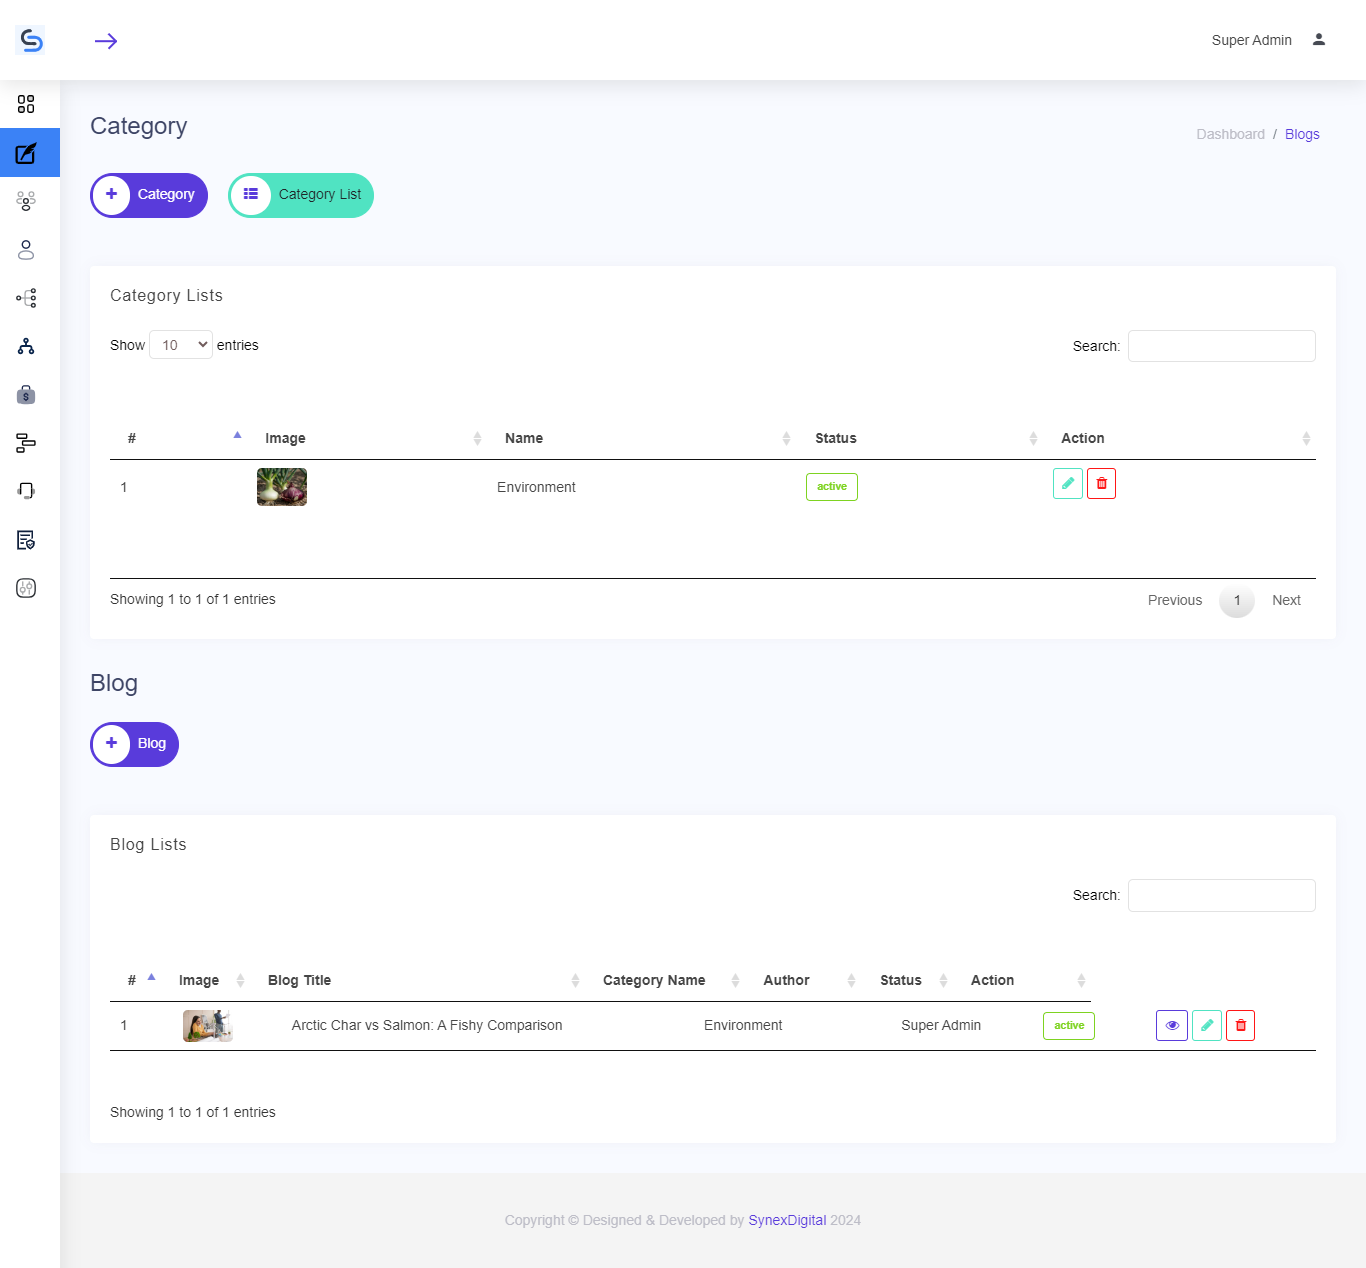 Super Admin
Category
Dashboard / Blogs
Category
Category List
Category Lists
Show 10 entries
Search:
# Image Name Status Action
1 Environment active
Showing 1 to 1 of 1 entries
Previous 1 Next
Blog
Blog
Blog Lists
Search:
# Image Blog Title Category Name Author Status Action
1 Arctic Char vs Salmon: A Fishy Comparison Environment Super Admin active
Showing 1 to 1 of 1 entries
Copyright © Designed & Developed by SynexDigital 2024